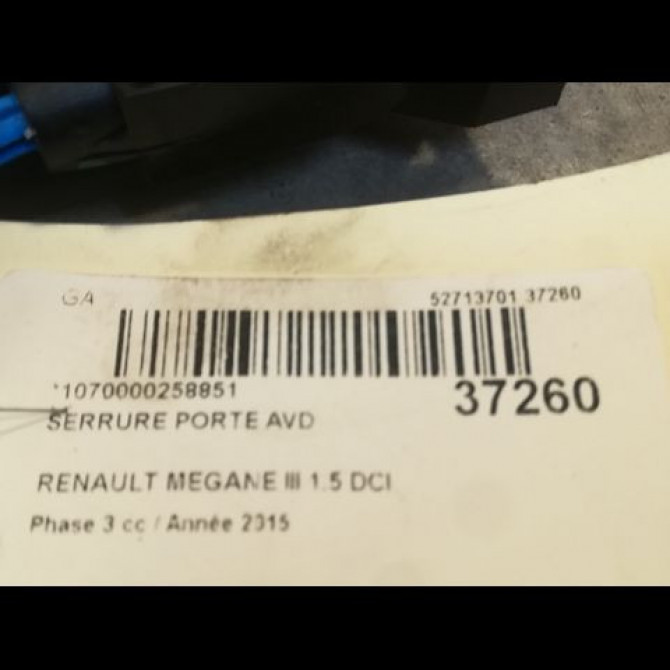 GA 52713701 37260
*1070000258851 37260
SERRURE PORTE AVD
RENAULT MEGANE III 1.5 DCI
Phase 3 cc / Année 2015